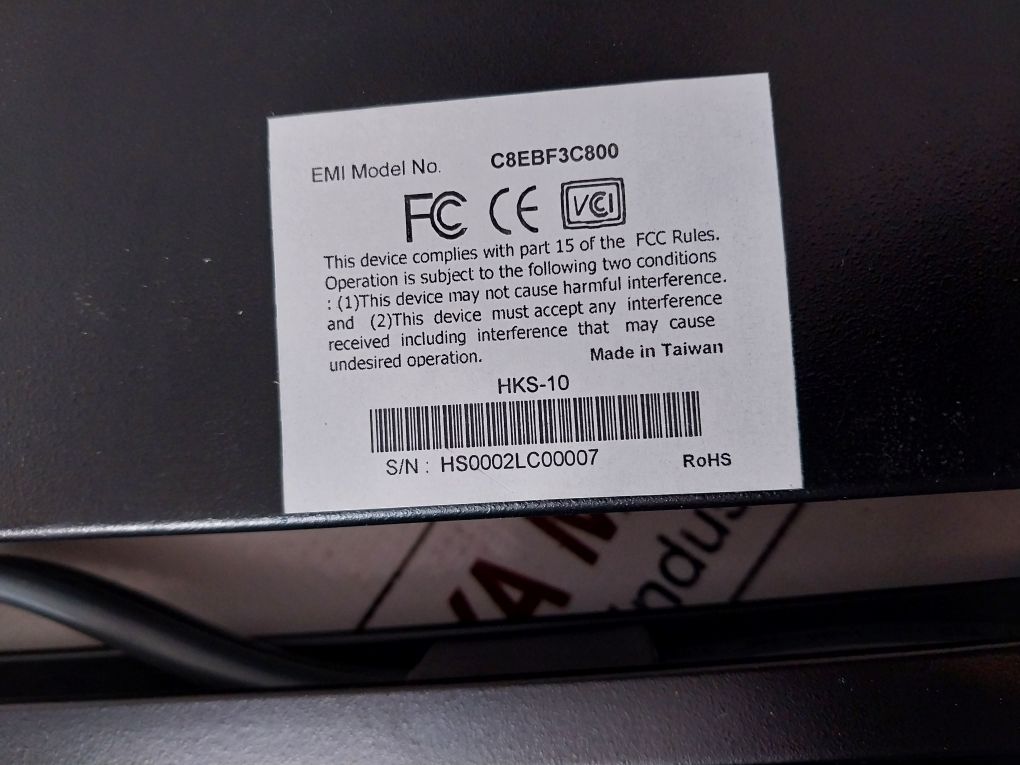 EMI Model No. C8EBF3C800
FC CE VCI
This device complies with part 15 of the FCC Rules.
Operation is subject to the following two conditions
: (1)This device may not cause harmful interference.
and (2)This device must accept any interference
received including interference that may cause
undesired operation.
Made in Taiwan
HKS-10
S/N : HS0002LC00007
RoHS